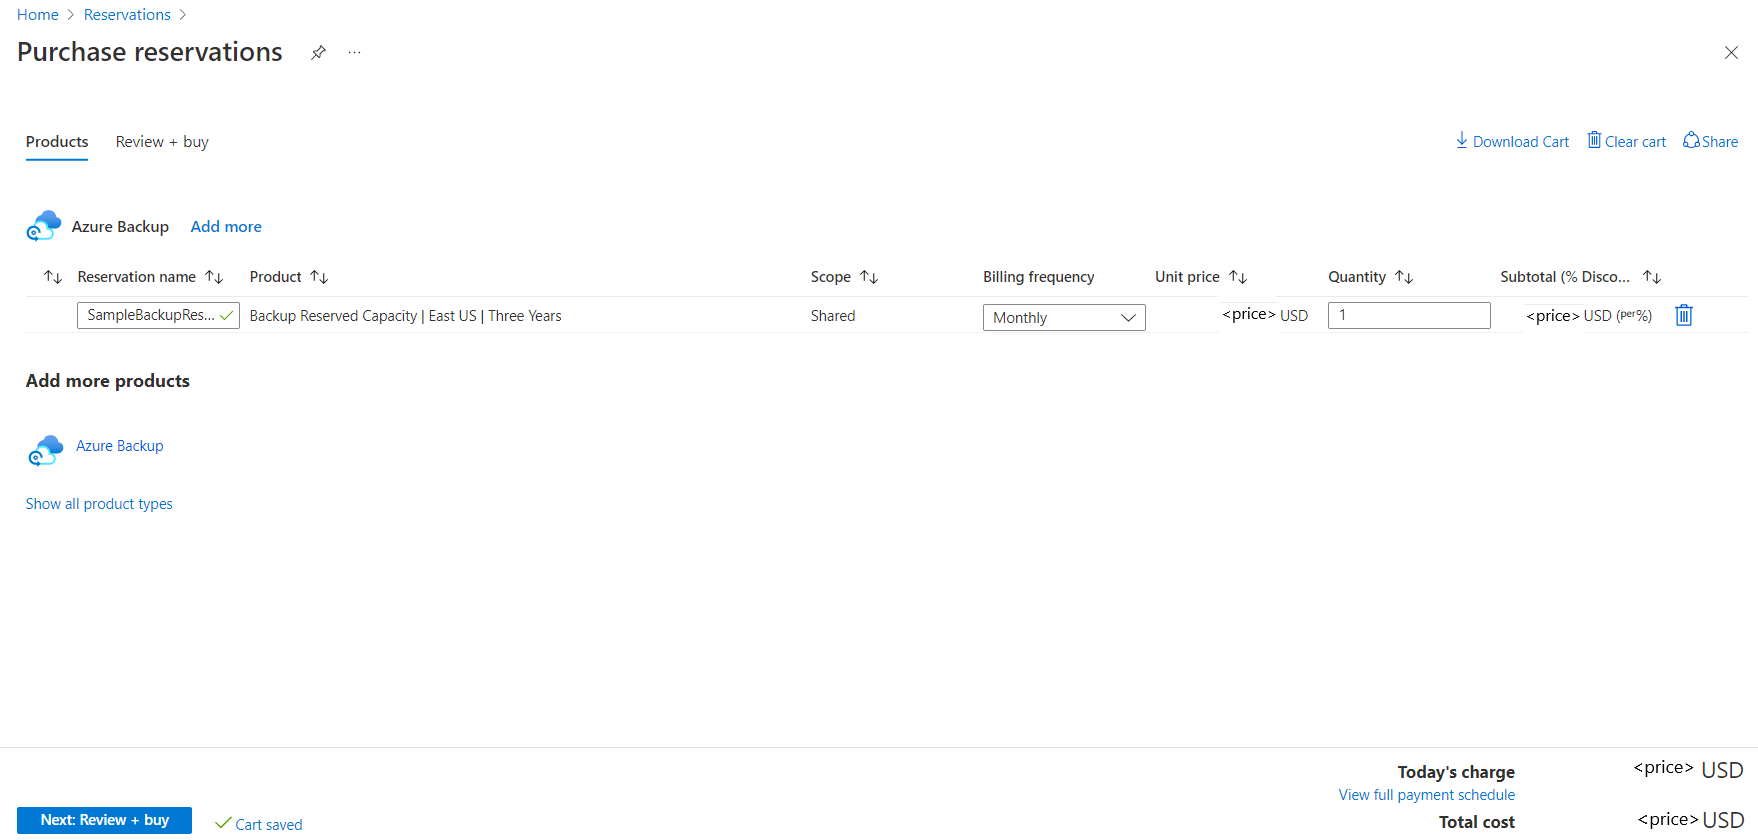 Home > Reservations >
Purchase reservations ...
Products Review + buy Download Cart Clear cart Share
Azure Backup Add more
Reservation name Product Scope Billing frequency Unit price Quantity Subtotal (% Disco...
SampleBackupRes... Backup Reserved Capacity | East US | Three Years Shared Monthly <price> USD 1 <price> USD (per%)
Add more products
Azure Backup
Show all product types
Today's charge <price> USD
View full payment schedule
Next: Review + buy Cart saved Total cost <price> USD